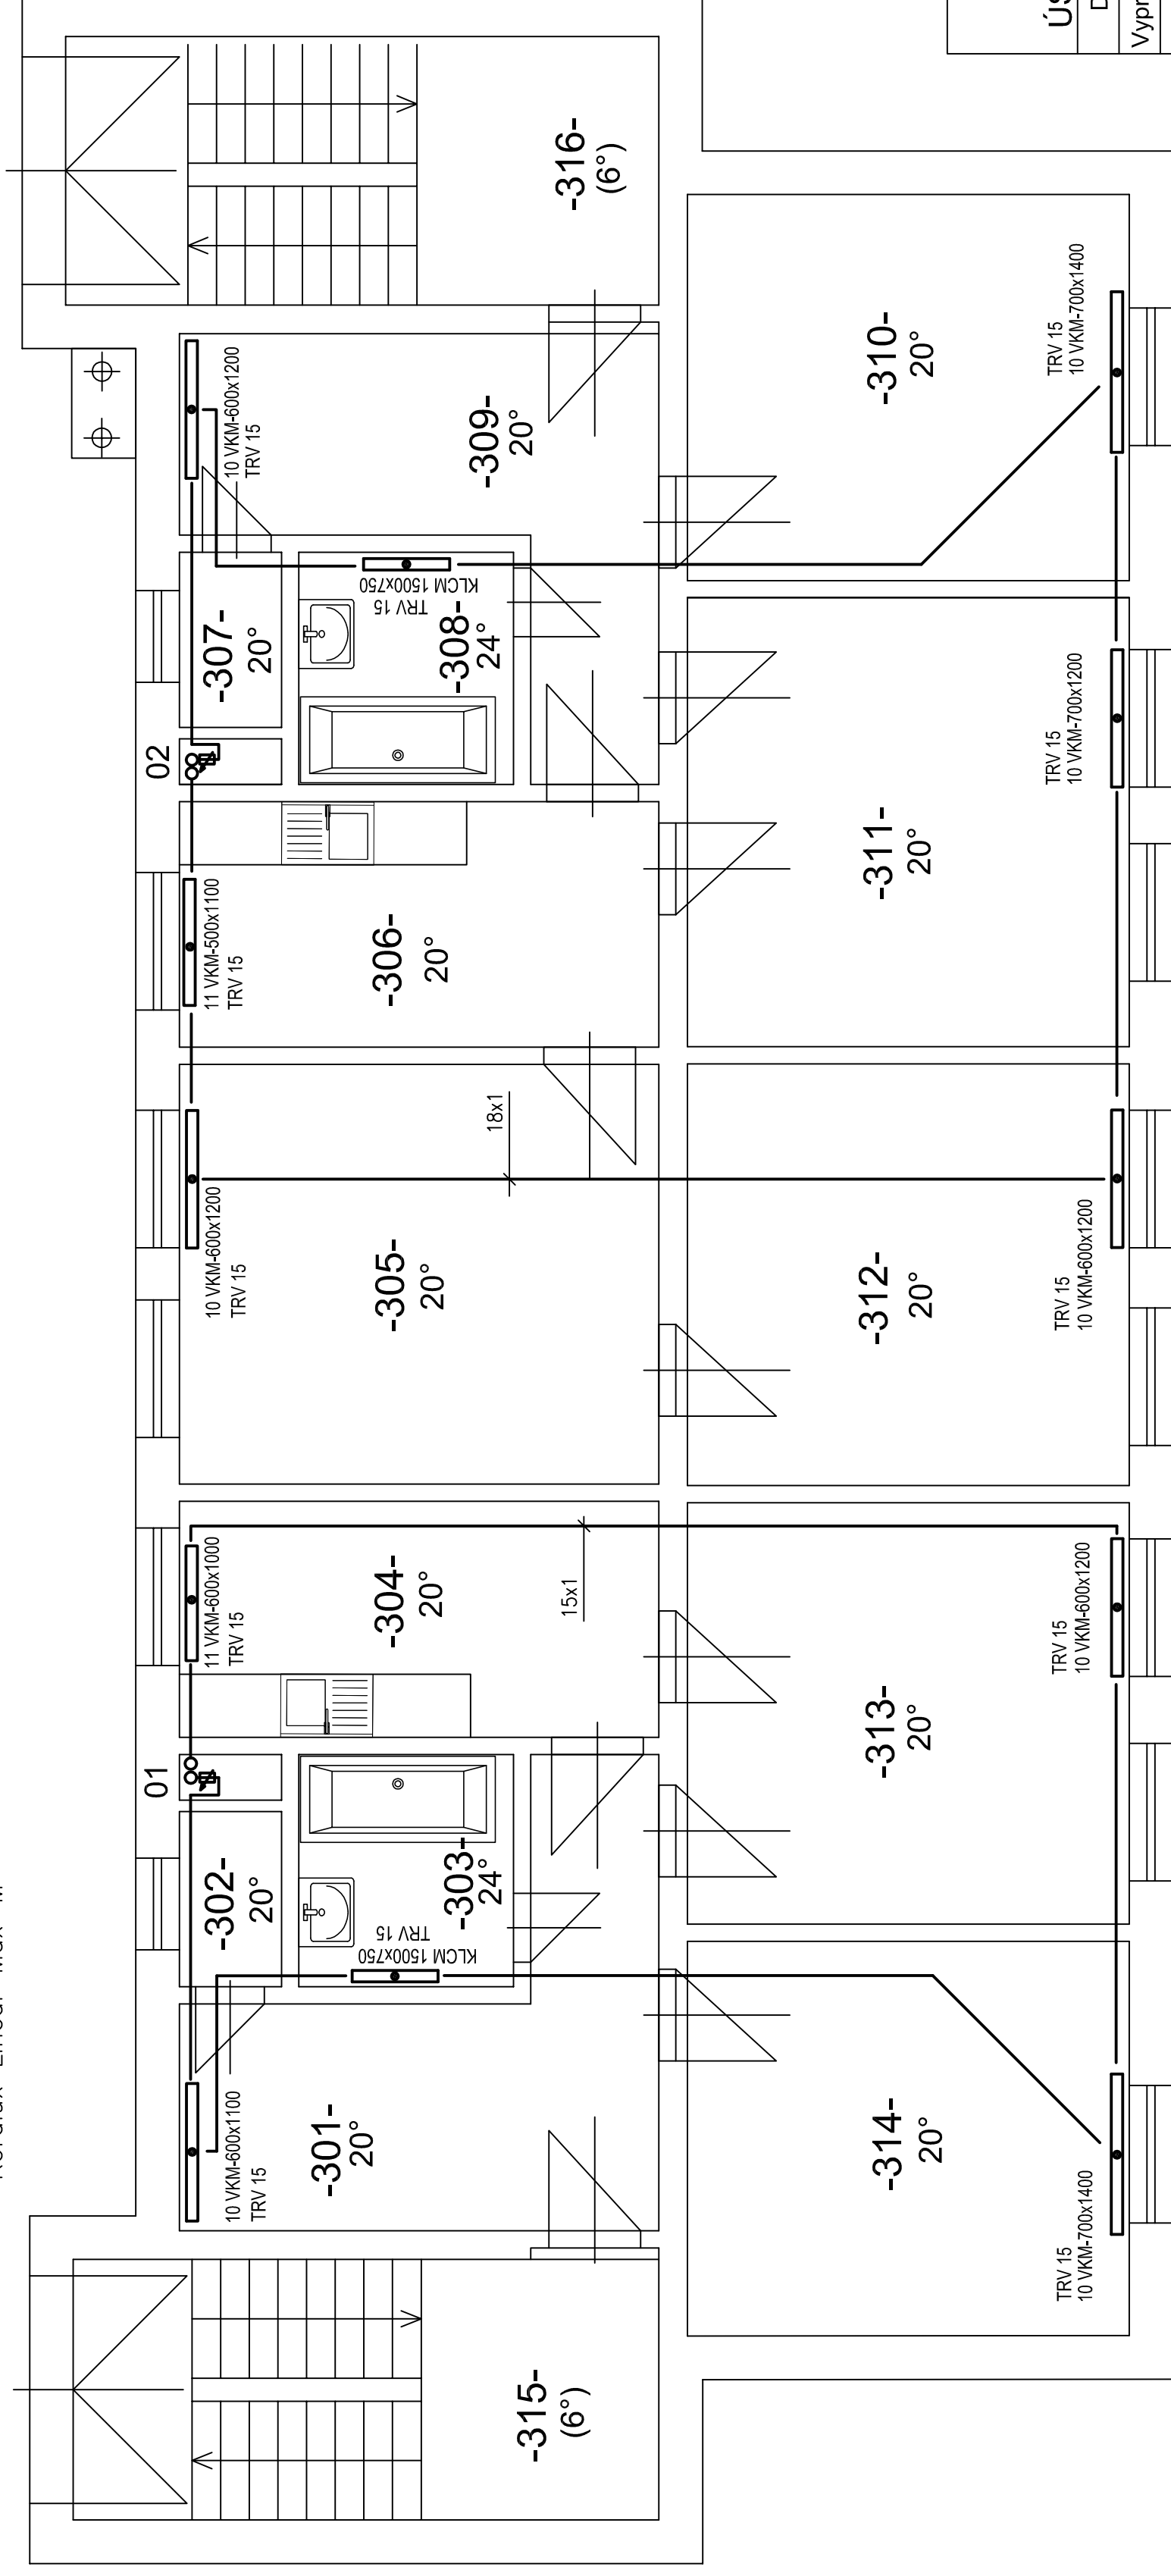 ÚS
D
Vypr
-316-
(6°)
10 VKM-600x1200
TRV 15
-309-
20°
-310-
20°
TRV 15
10 VKM-700x1400
-307-
20°
KLCM 1500x750
TRV 15
-308-
24°
02
-311-
20°
TRV 15
10 VKM-700x1200
11 VKM-500x1100
TRV 15
-306-
20°
18x1
10 VKM-600x1200
TRV 15
-305-
20°
-312-
20°
TRV 15
10 VKM-600x1200
11 VKM-600x1000
TRV 15
-304-
20°
15x1
TRV 15
10 VKM-600x1200
-313-
20°
01
-302-
20°
-303-
24°
TRV 15
KLCM 1500x750
-301-
20°
10 VKM-600x1100
TRV 15
-314-
20°
TRV 15
10 VKM-700x1400
-315-
(6°)